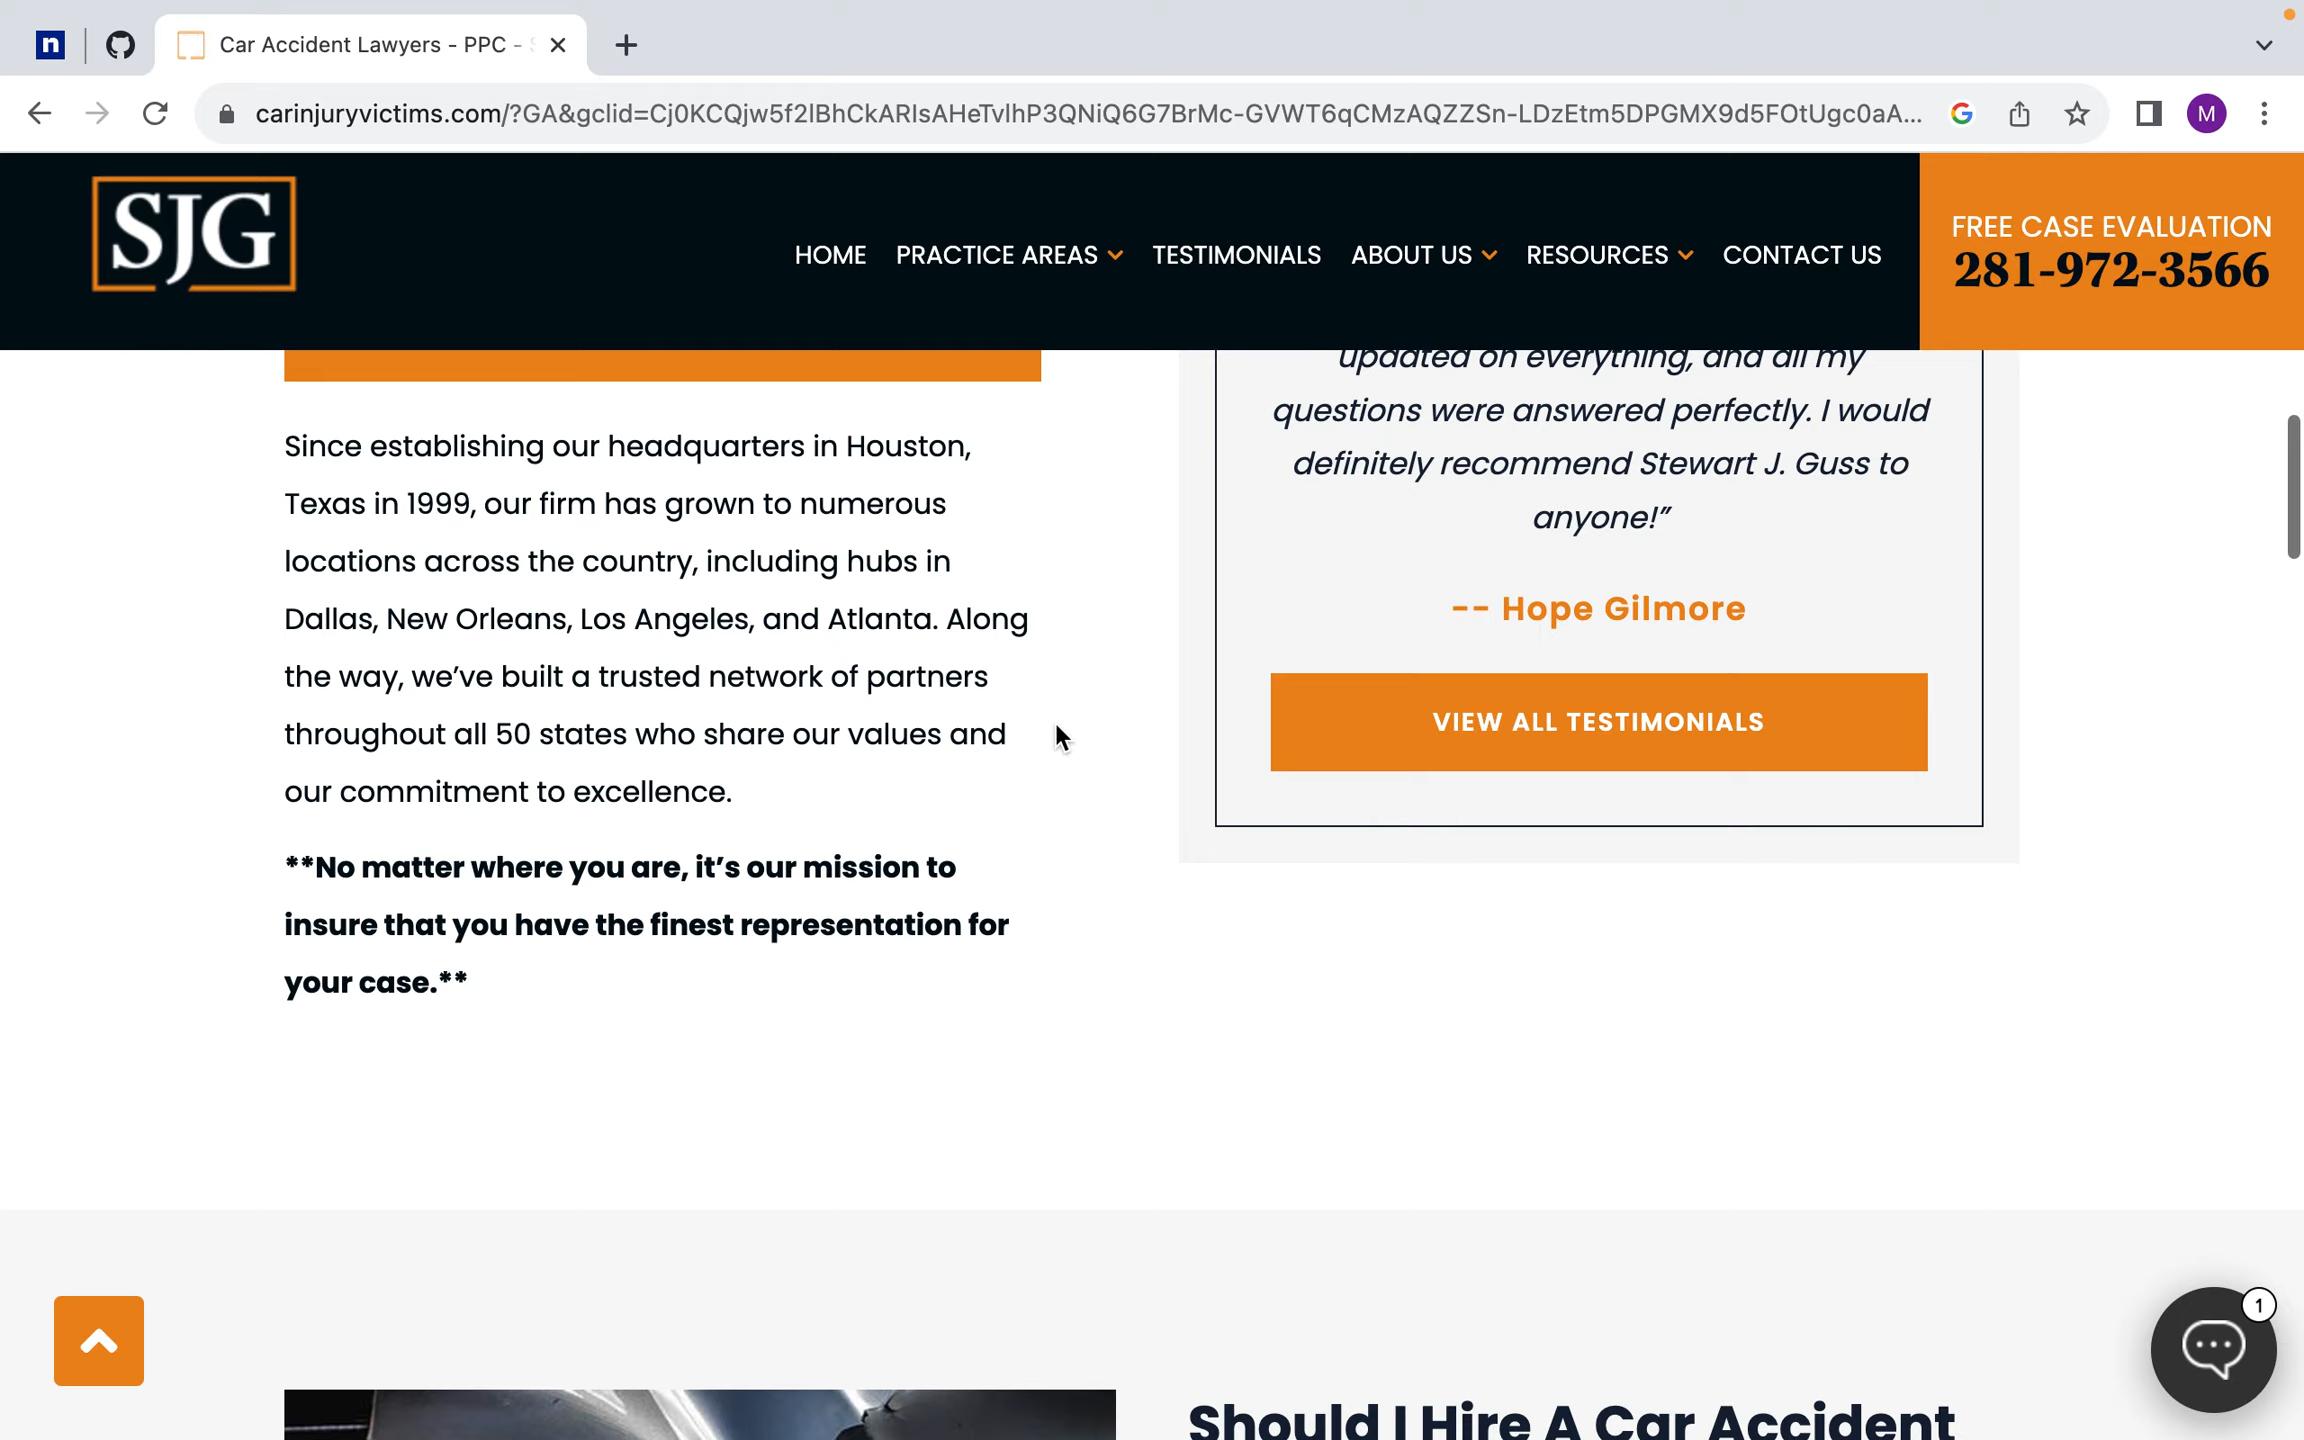 n
Car Accident Lawyers - PPC -
carinjuryvictims.com/?GA&gclid=Cj0KCQjw5f2lBhCkARIsAHeTvlhP3QNiQ6G7BrMc-GVWT6qCMzAQZZSn-LDzEtm5DPGMX9d5FOtUgc0aA...
M
SJG
HOME PRACTICE AREAS TESTIMONIALS ABOUT US RESOURCES CONTACT US
FREE CASE EVALUATION
281-972-3566
Since establishing our headquarters in Houston,
Texas in 1999, our firm has grown to numerous
locations across the country, including hubs in
Dallas, New Orleans, Los Angeles, and Atlanta. Along
the way, we’ve built a trusted network of partners
throughout all 50 states who share our values and
our commitment to excellence.
**No matter where you are, it’s our mission to
insure that you have the finest representation for
your case.**
updated on everything, and all my
questions were answered perfectly. I would
definitely recommend Stewart J. Guss to
anyone!”
-- Hope Gilmore
VIEW ALL TESTIMONIALS
1
Should I Hire A Car Accident